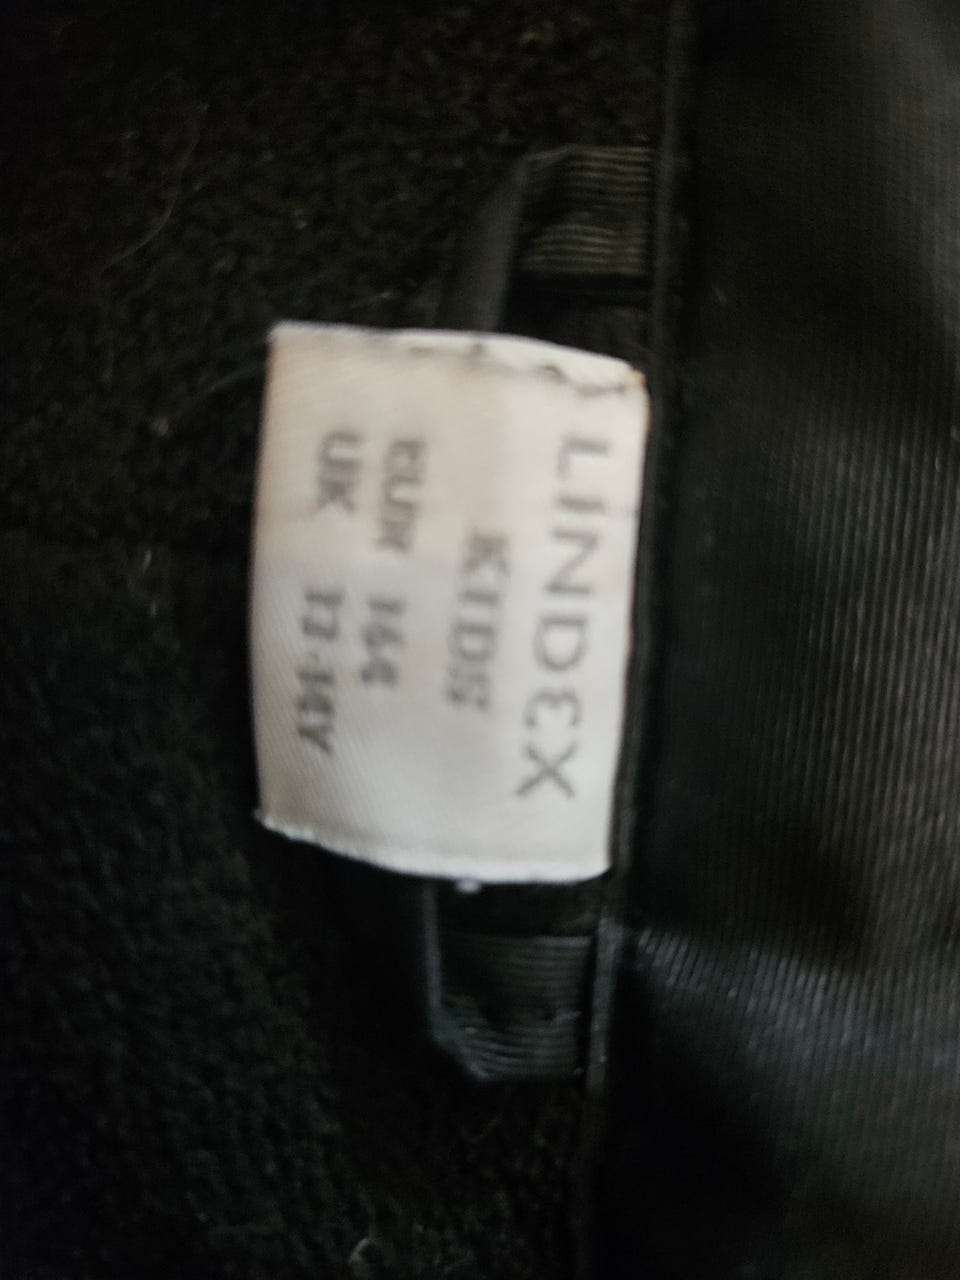 LINDEX
KIDS
EUR 164
UK 13-14Y